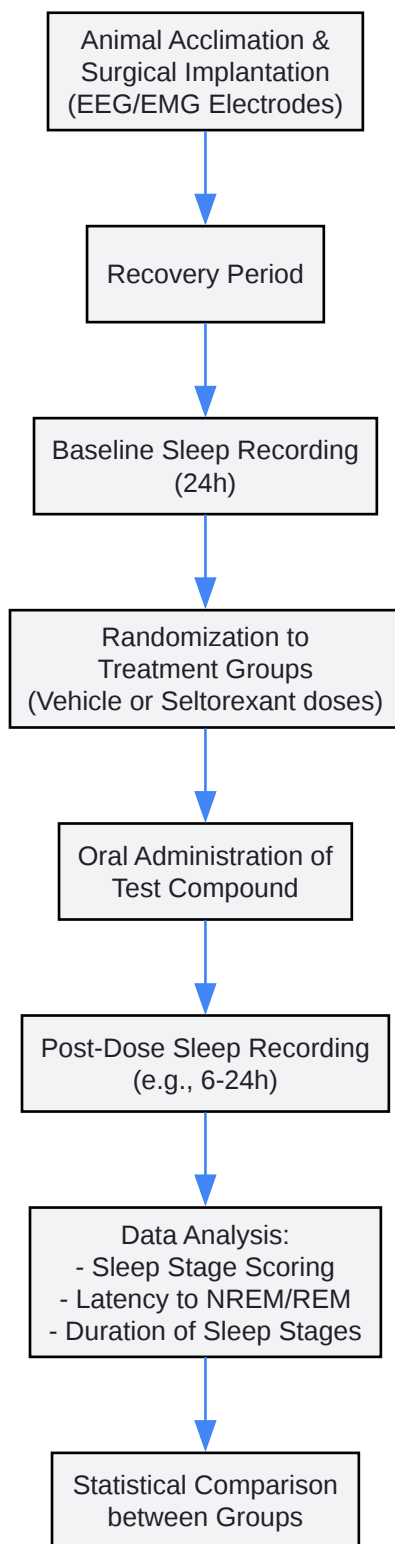 Animal Acclimation &
Surgical Implantation
(EEG/EMG Electrodes)
Recovery Period
Baseline Sleep Recording
(24h)
Randomization to
Treatment Groups
(Vehicle or Seltorexant doses)
Oral Administration of
Test Compound
Post-Dose Sleep Recording
(e.g., 6-24h)
Data Analysis:
- Sleep Stage Scoring
- Latency to NREM/REM
- Duration of Sleep Stages
Statistical Comparison
between Groups